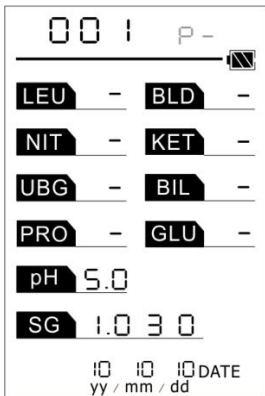 001 P-
LEU - BLD -
NIT - KET -
UBG - BIL -
PRO - GLU -
pH 5.0
SG 1.030
10 10 10 DATE
yy / mm / dd